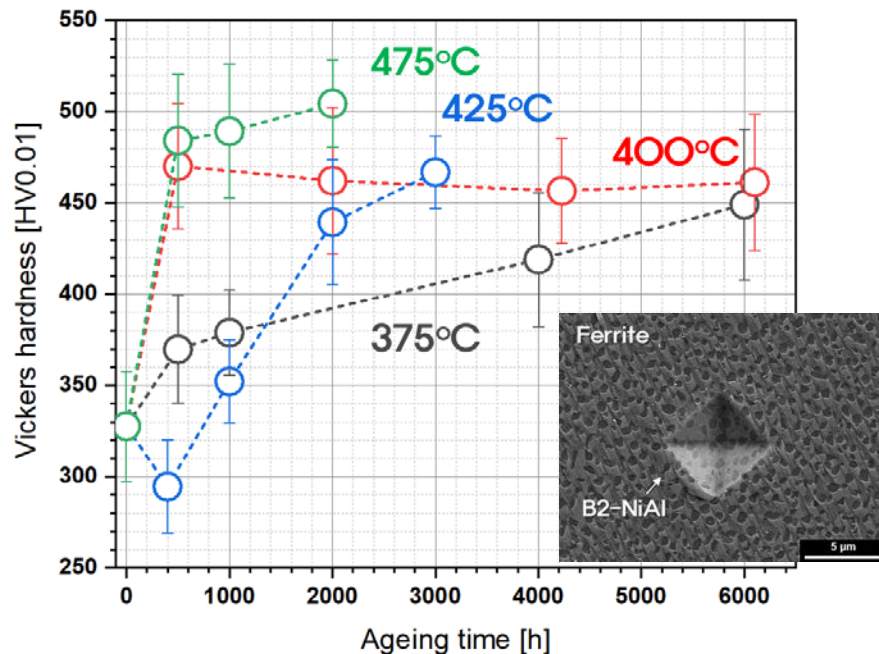 550
500
450
400
350
300
250
Vickers hardness [HV0.01]
475°C
425°C
400°C
375°C
Ferrite
B2-NiAl
5 µm
0
1000
2000
3000
4000
5000
6000
Ageing time [h]